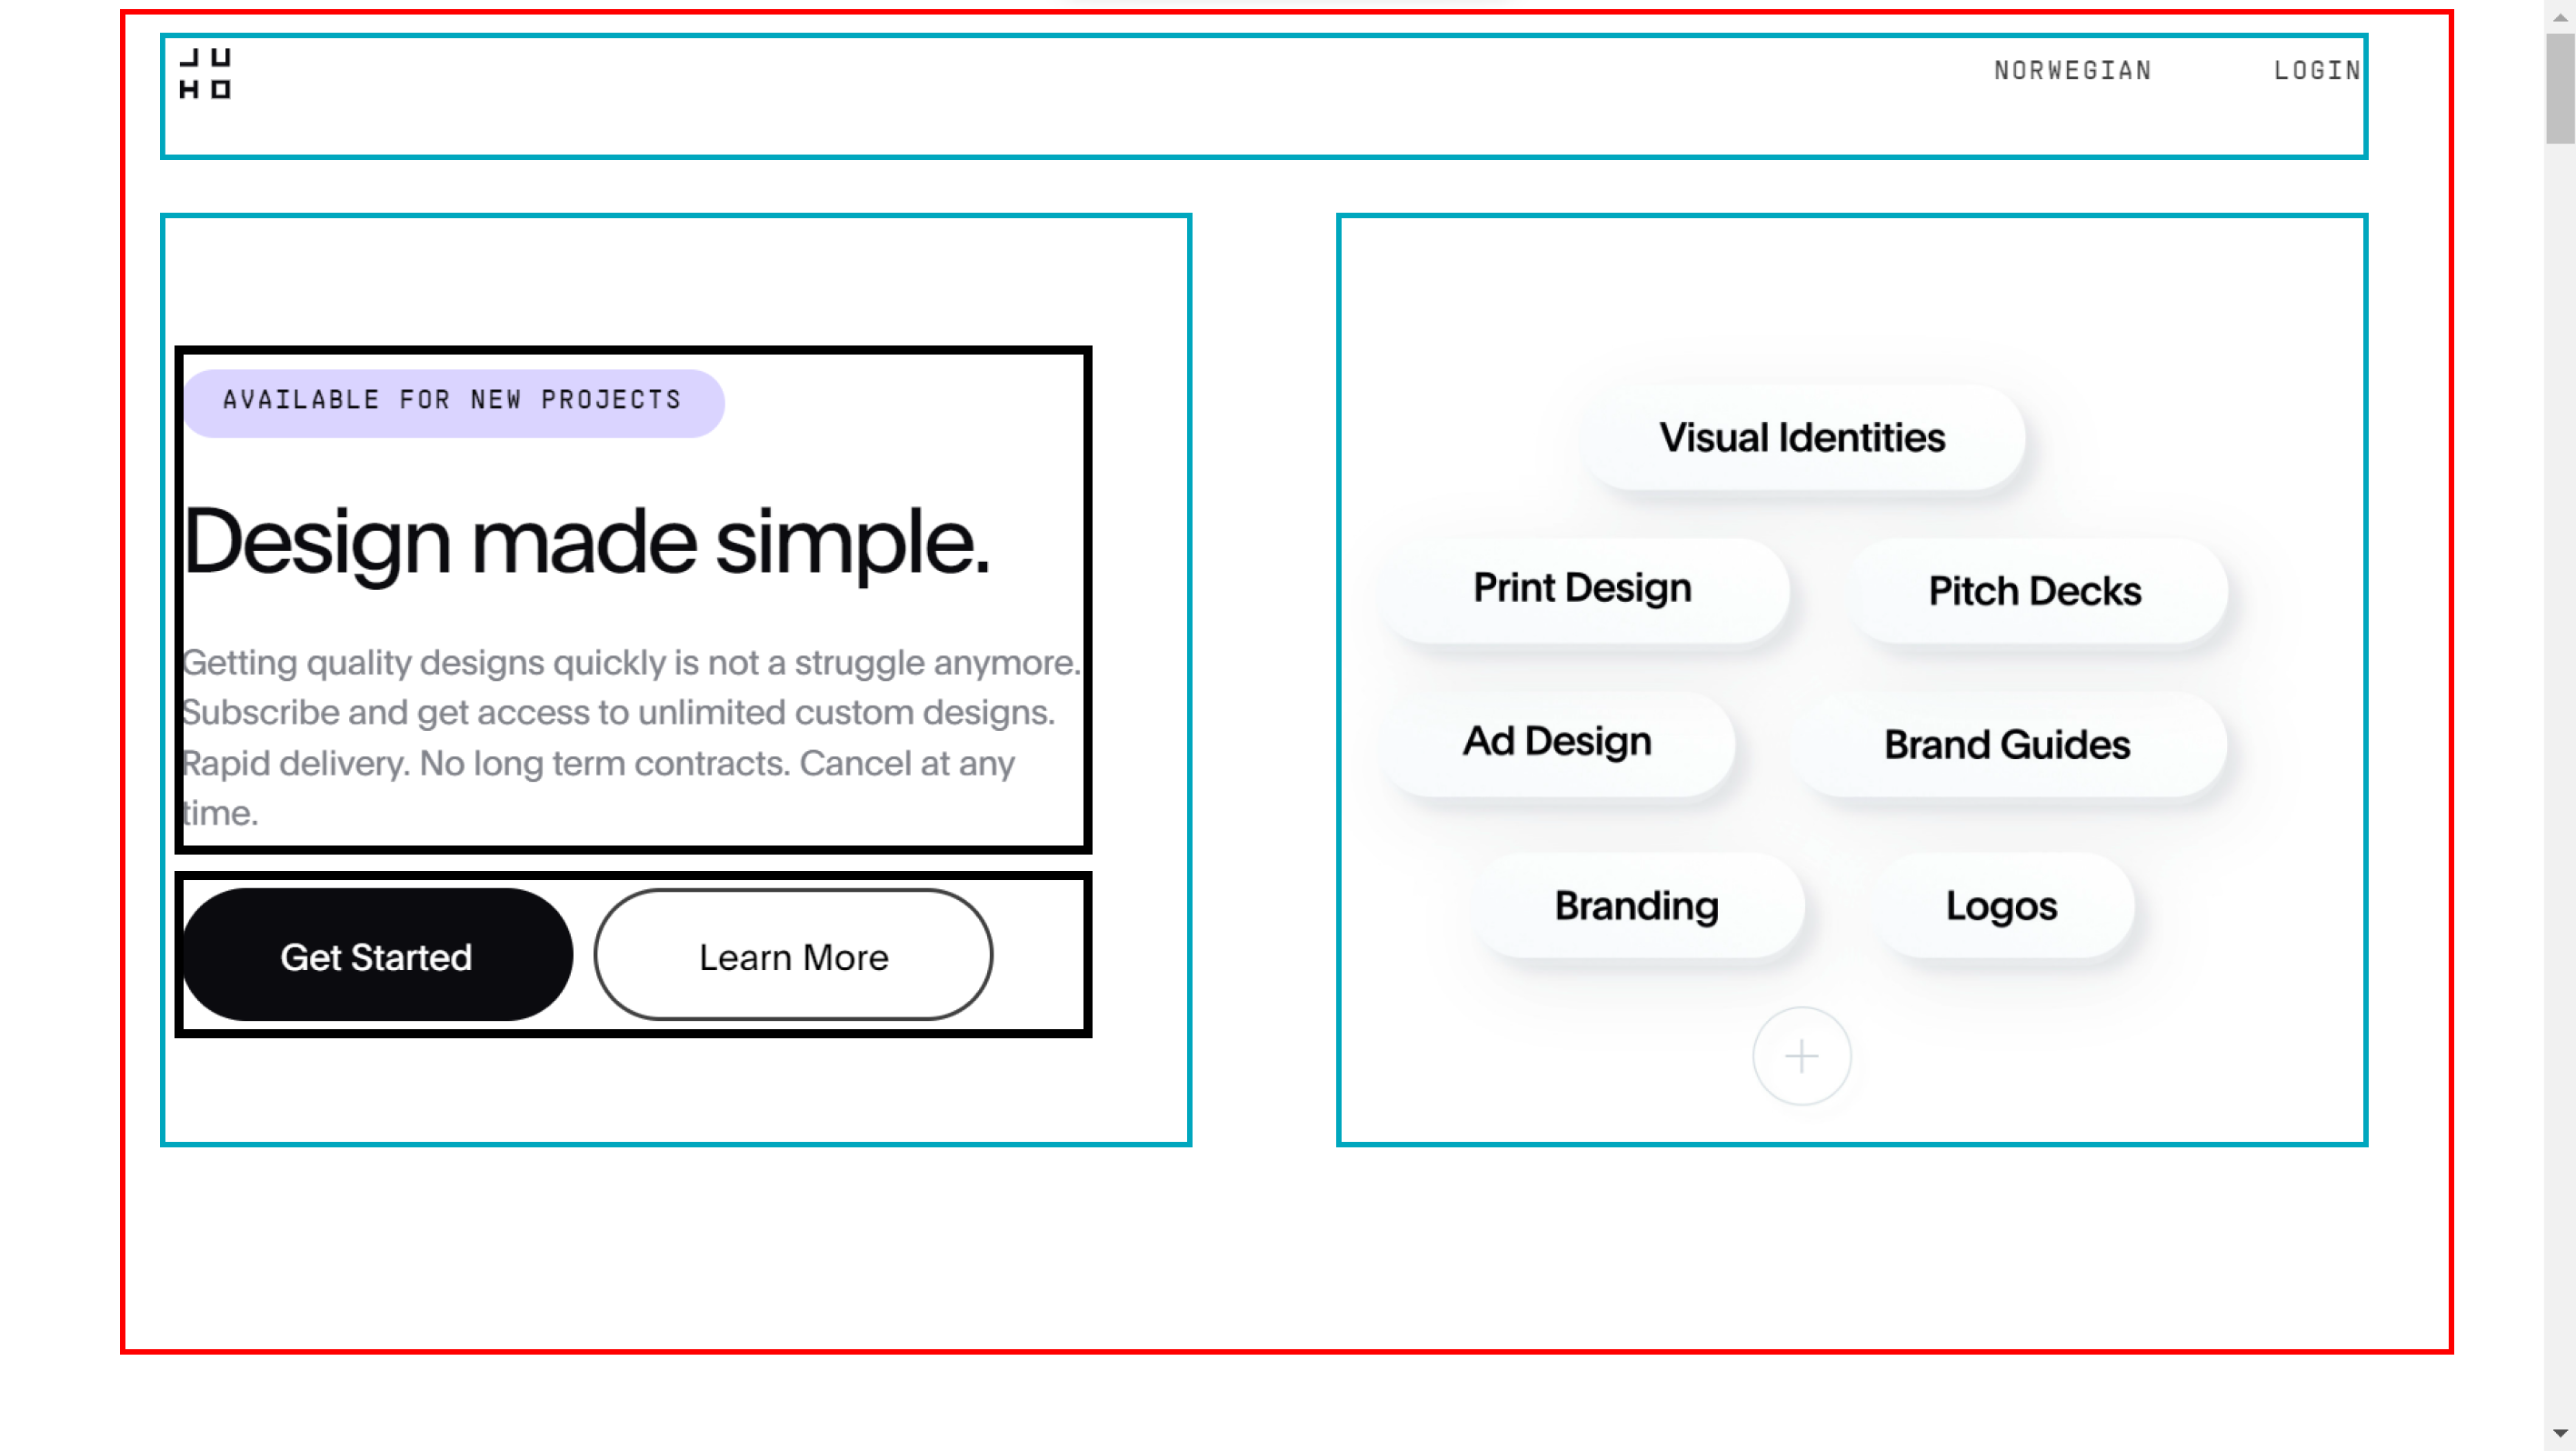 JU
HO
NORWEGIAN
LOGIN
AVAILABLE FOR NEW PROJECTS
Design made simple.
Getting quality designs quickly is not a struggle anymore.
Subscribe and get access to unlimited custom designs.
Rapid delivery. No long term contracts. Cancel at any
time.
Get Started
Learn More
Visual Identities
Print Design
Pitch Decks
Ad Design
Brand Guides
Branding
Logos